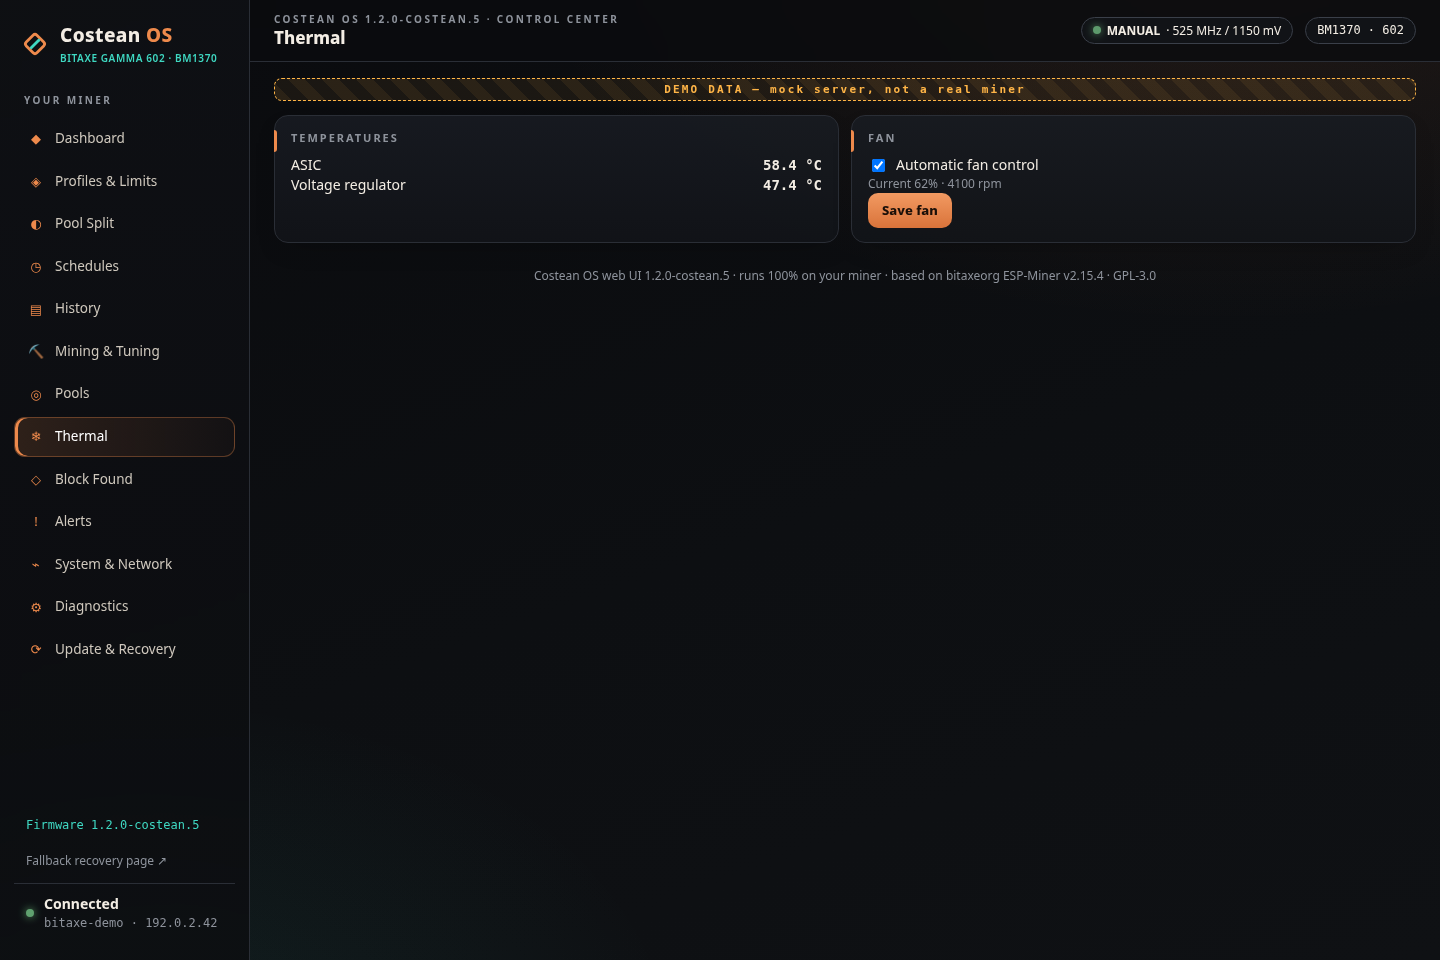 Costean OS
BITAXE GAMMA 602 · BM1370
YOUR MINER
Dashboard
Profiles & Limits
Pool Split
Schedules
History
Mining & Tuning
Pools
Thermal
Block Found
Alerts
System & Network
Diagnostics
Update & Recovery
Firmware 1.2.0-costean.5
Fallback recovery page ↗
Connected
bitaxe-demo · 192.0.2.42
COSTEAN OS 1.2.0-COSTEAN.5 · CONTROL CENTER
Thermal
MANUAL · 525 MHz / 1150 mV
BM1370 · 602
DEMO DATA — mock server, not a real miner
TEMPERATURES
ASIC 58.4 °C
Voltage regulator 47.4 °C
FAN
Automatic fan control
Current 62% · 4100 rpm
Save fan
Costean OS web UI 1.2.0-costean.5 · runs 100% on your miner · based on bitaxeorg ESP-Miner v2.15.4 · GPL-3.0